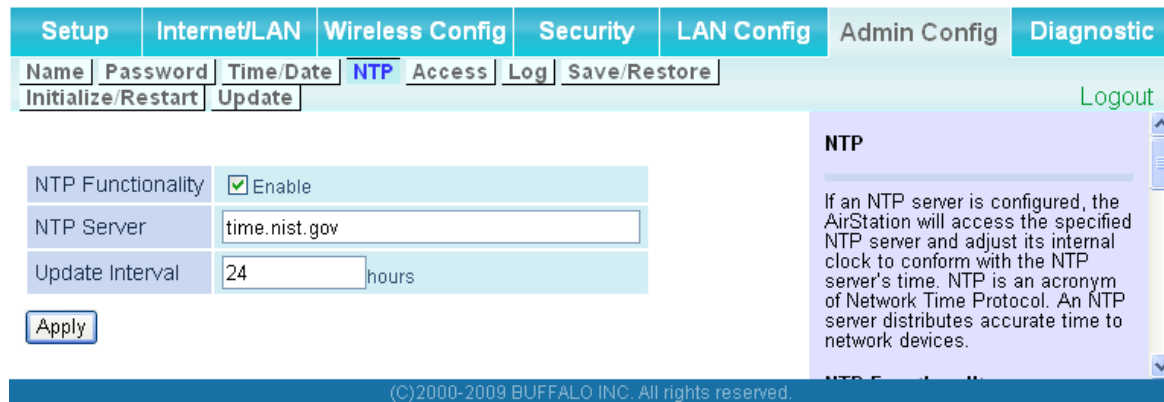 Setup Internet/LAN Wireless Config Security LAN Config Admin Config Diagnostic
Name Password Time/Date NTP Access Log Save/Restore
Initialize/Restart Update
Logout
NTP Functionality Enable
NTP Server time.nist.gov
Update Interval 24 hours
Apply
NTP
If an NTP server is configured, the
AirStation will access the specified
NTP server and adjust its internal
clock to conform with the NTP
server's time. NTP is an acronym
of Network Time Protocol. An NTP
server distributes accurate time to
network devices.
(C)2000-2009 BUFFALO INC. All rights reserved.